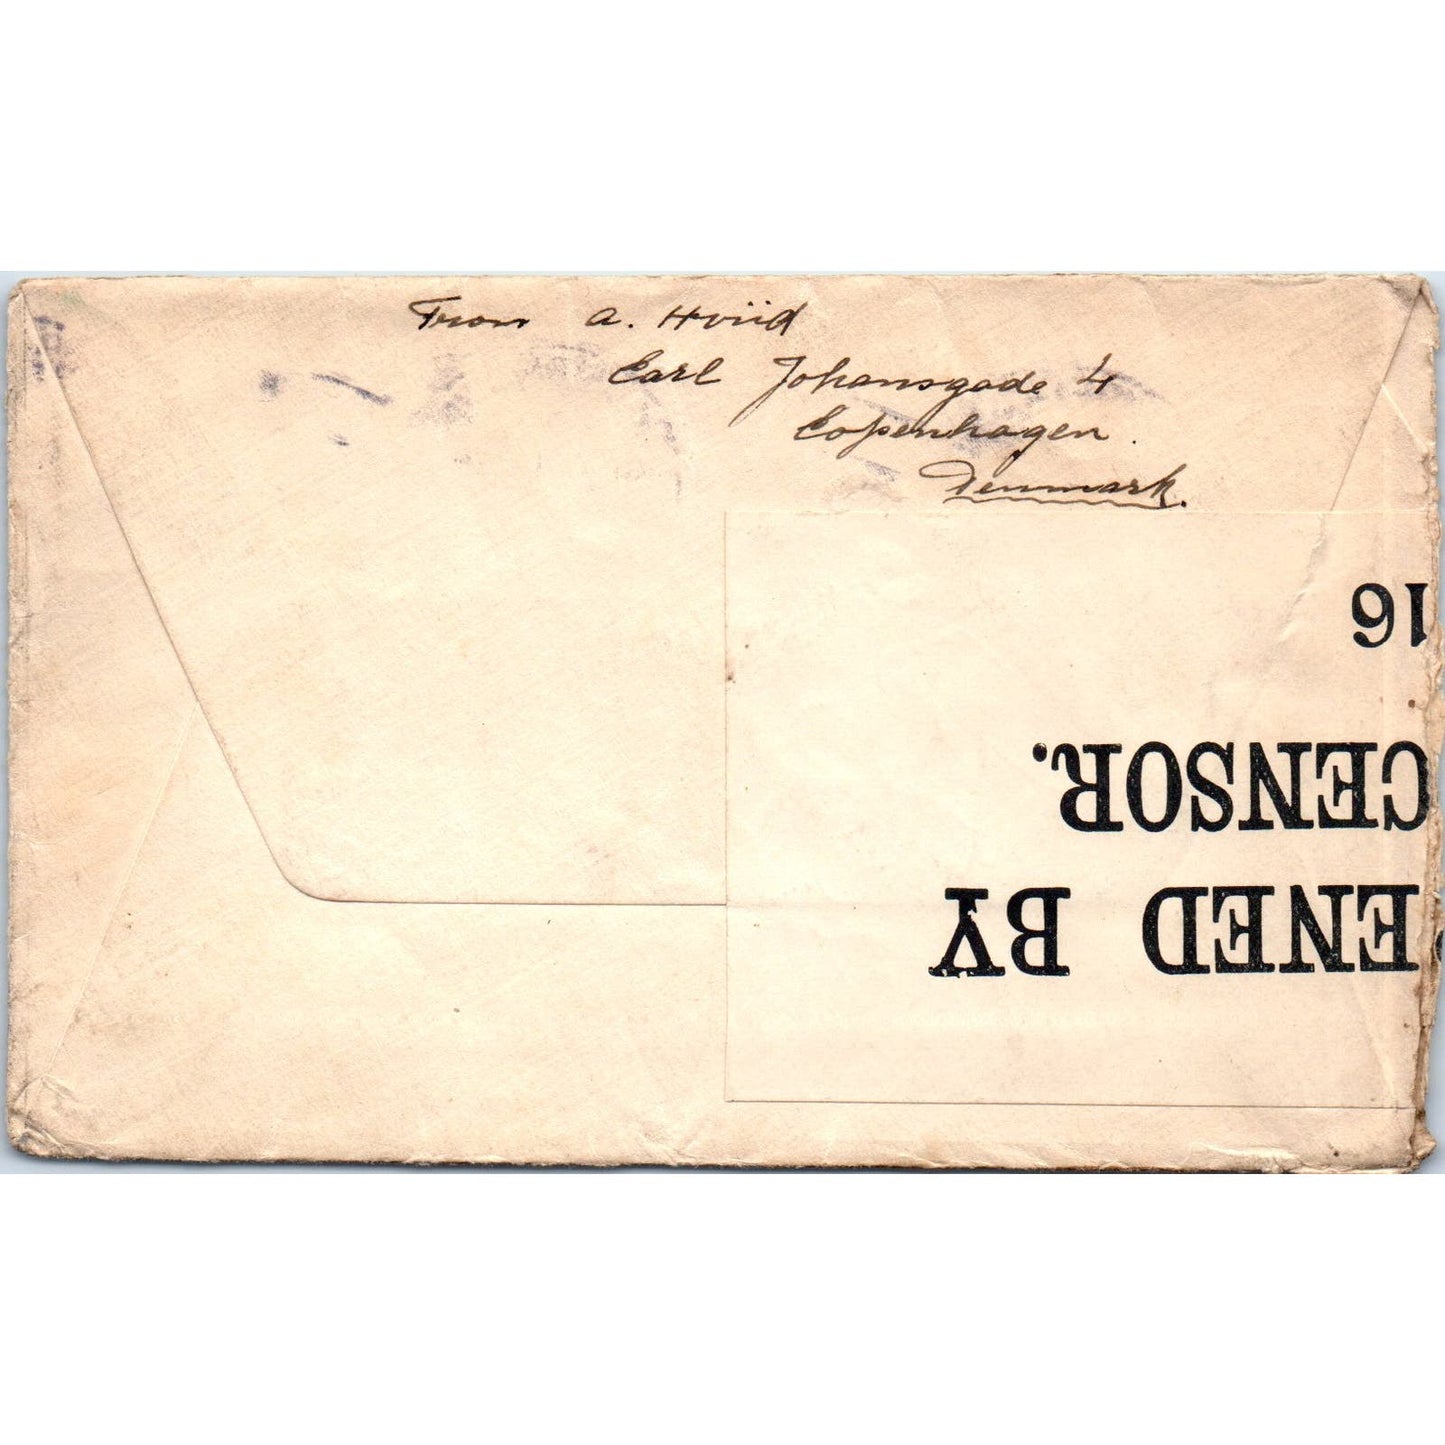 From A. Hviid
Carl Johansgade 4
Copenhagen.
Denmark.
ENED BY
CENSOR.
16